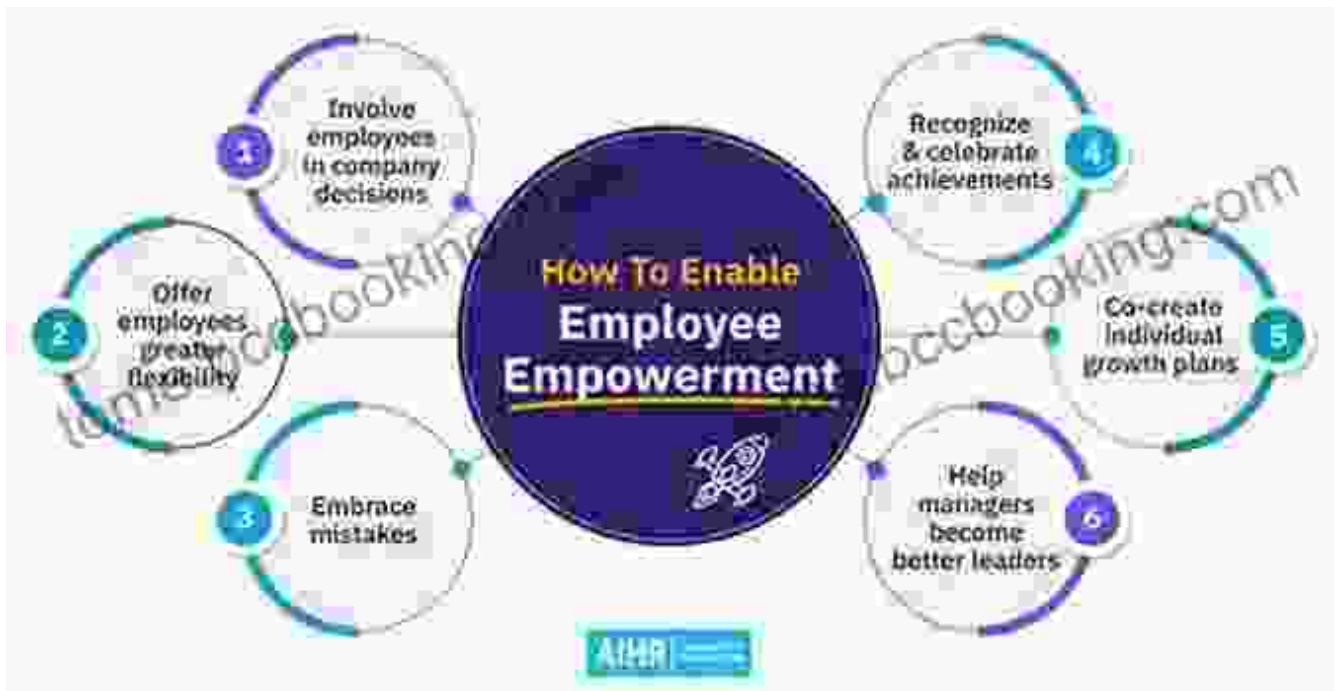 How To Enable
Employee
Empowerment
1
Involve
employees
in company
decisions
2
Offer
employees
greater
flexibility
3
Embrace
mistakes
4
Recognize
& celebrate
achievements
5
Co-create
individual
growth plans
6
Help
managers
become
better leaders
AIHR